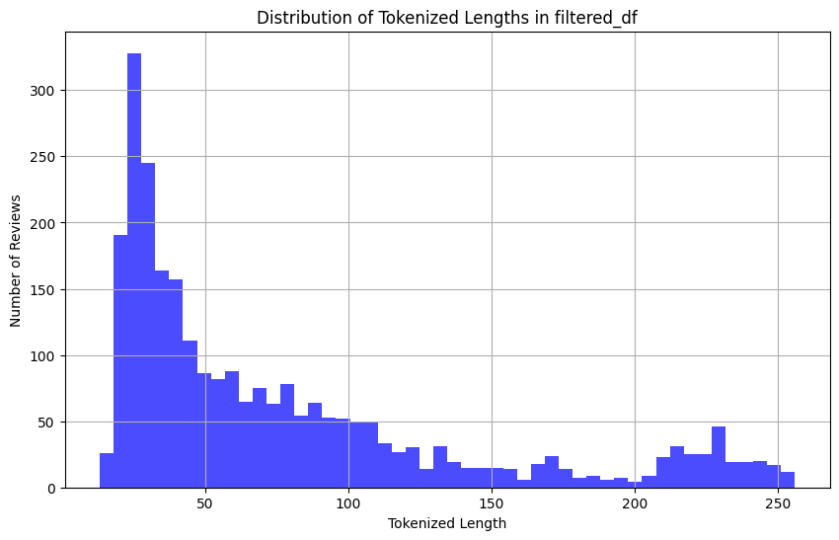 Distribution of Tokenized Lengths in filtered_df
Number of Reviews
300
250
200
150
100
50
0
50 100 150 200 250
Tokenized Length